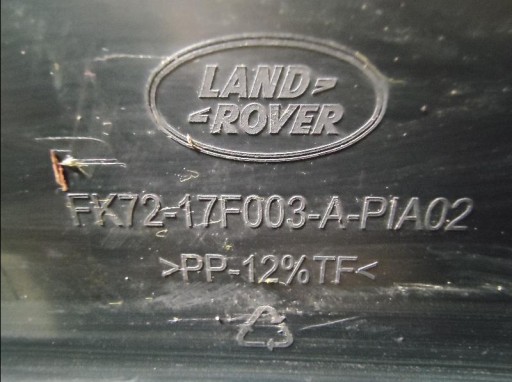 LAND
ROVER
FK72-17F003-A-PIA02
>PP-12%TF<